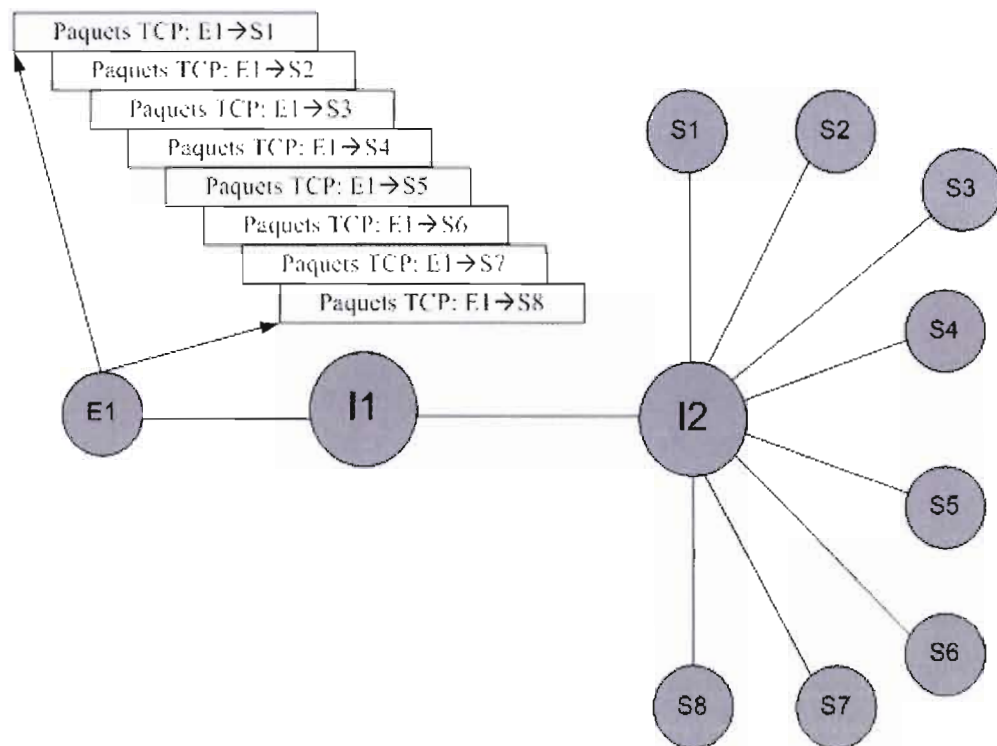 Paquets TCP: E1→S1
Paquets TCP: E1→S2
Paquets TCP: E1→S3
Paquets TCP: E1→S4
Paquets TCP: E1→S5
Paquets TCP: E1→S6
Paquets TCP: E1→S7
Paquets TCP: E1→S8
S1
S2
S3
S4
E1
I1
I2
S5
S6
S8
S7